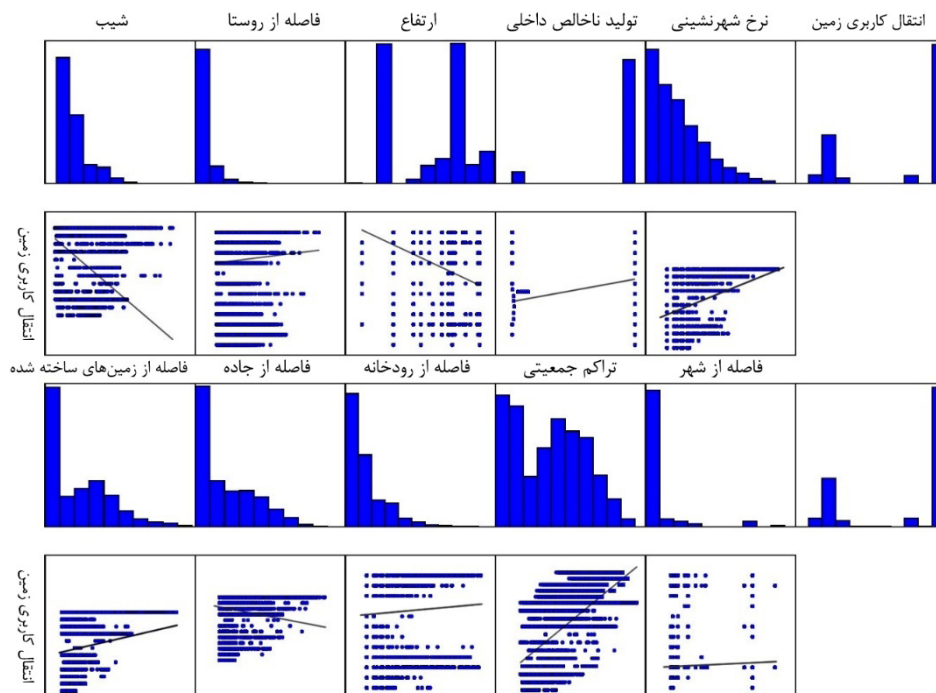 انتقال کاربری زمین
نرخ شهرنشینی
تولید ناخالص داخلی
ارتفاع
فاصله از روستا
شیب
انتقال کاربری زمین
فاصله از شهر
تراکم جمعیتی
فاصله از رودخانه
فاصله از جاده
فاصله از زمین‌های ساخته شده
انتقال کاربری زمین